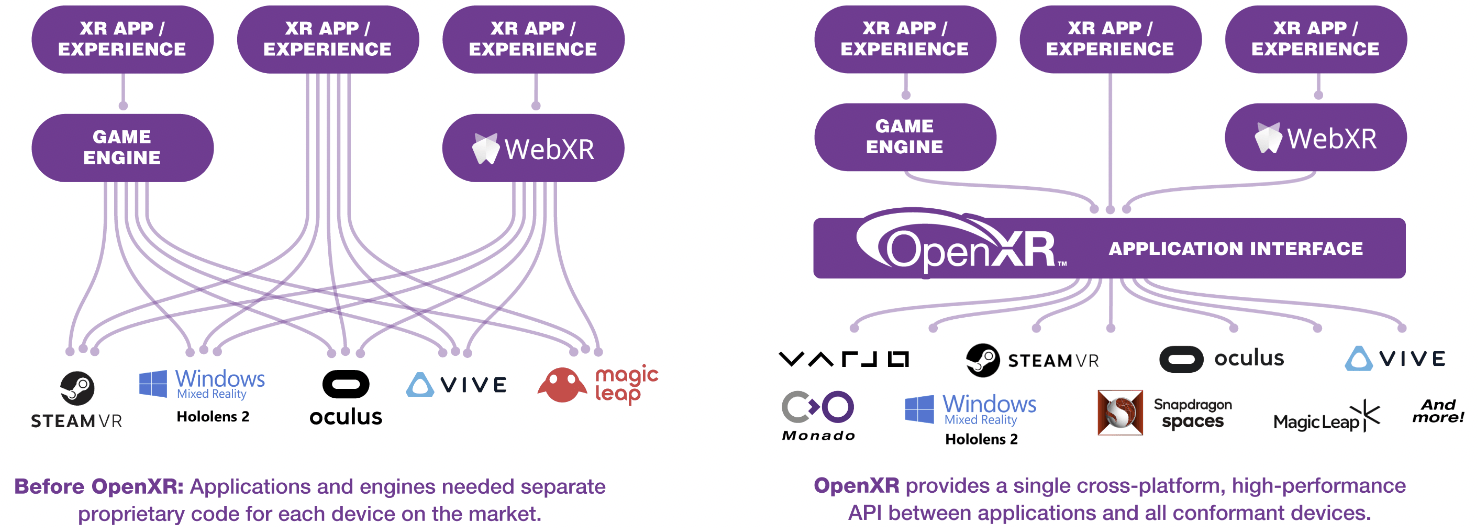 XR APP /
EXPERIENCE
XR APP /
EXPERIENCE
XR APP /
EXPERIENCE
GAME
ENGINE
WebXR
STEAMVR
Windows
Mixed Reality
Hololens 2
oculus
VIVE
magic
leap
Before OpenXR: Applications and engines needed separate
proprietary code for each device on the market.
XR APP /
EXPERIENCE
XR APP /
EXPERIENCE
XR APP /
EXPERIENCE
GAME
ENGINE
WebXR
OpenXR™ APPLICATION INTERFACE
VARJO
STEAMVR
oculus
VIVE
Monado
Windows
Mixed Reality
Hololens 2
Snapdragon
spaces
Magic Leap
And
more!
OpenXR provides a single cross-platform, high-performance
API between applications and all conformant devices.